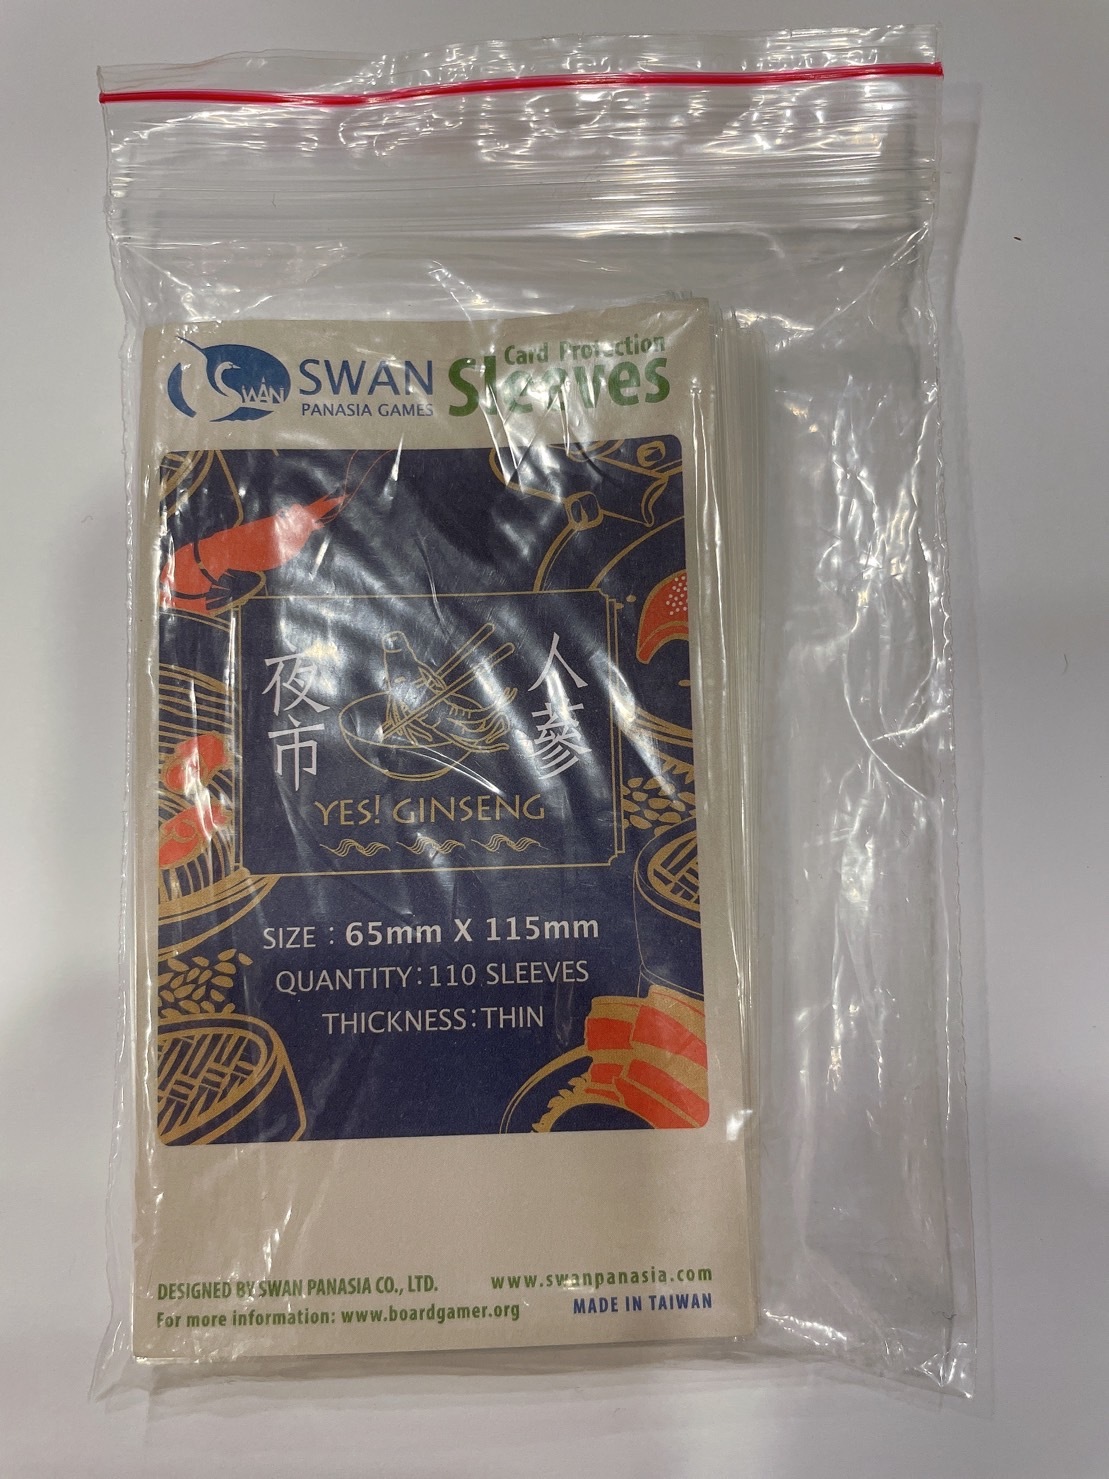 SWAN
SWAN
PANASIA GAMES
Card Protection
Sleeves
夜市
人蔘
YES! GINSENG
SIZE：65mm X 115mm
QUANTITY:110 SLEEVES
THICKNESS:THIN
DESIGNED BY SWAN PANASIA CO., LTD.
www.swanpanasia.com
For more information: www.boardgamer.org
MADE IN TAIWAN